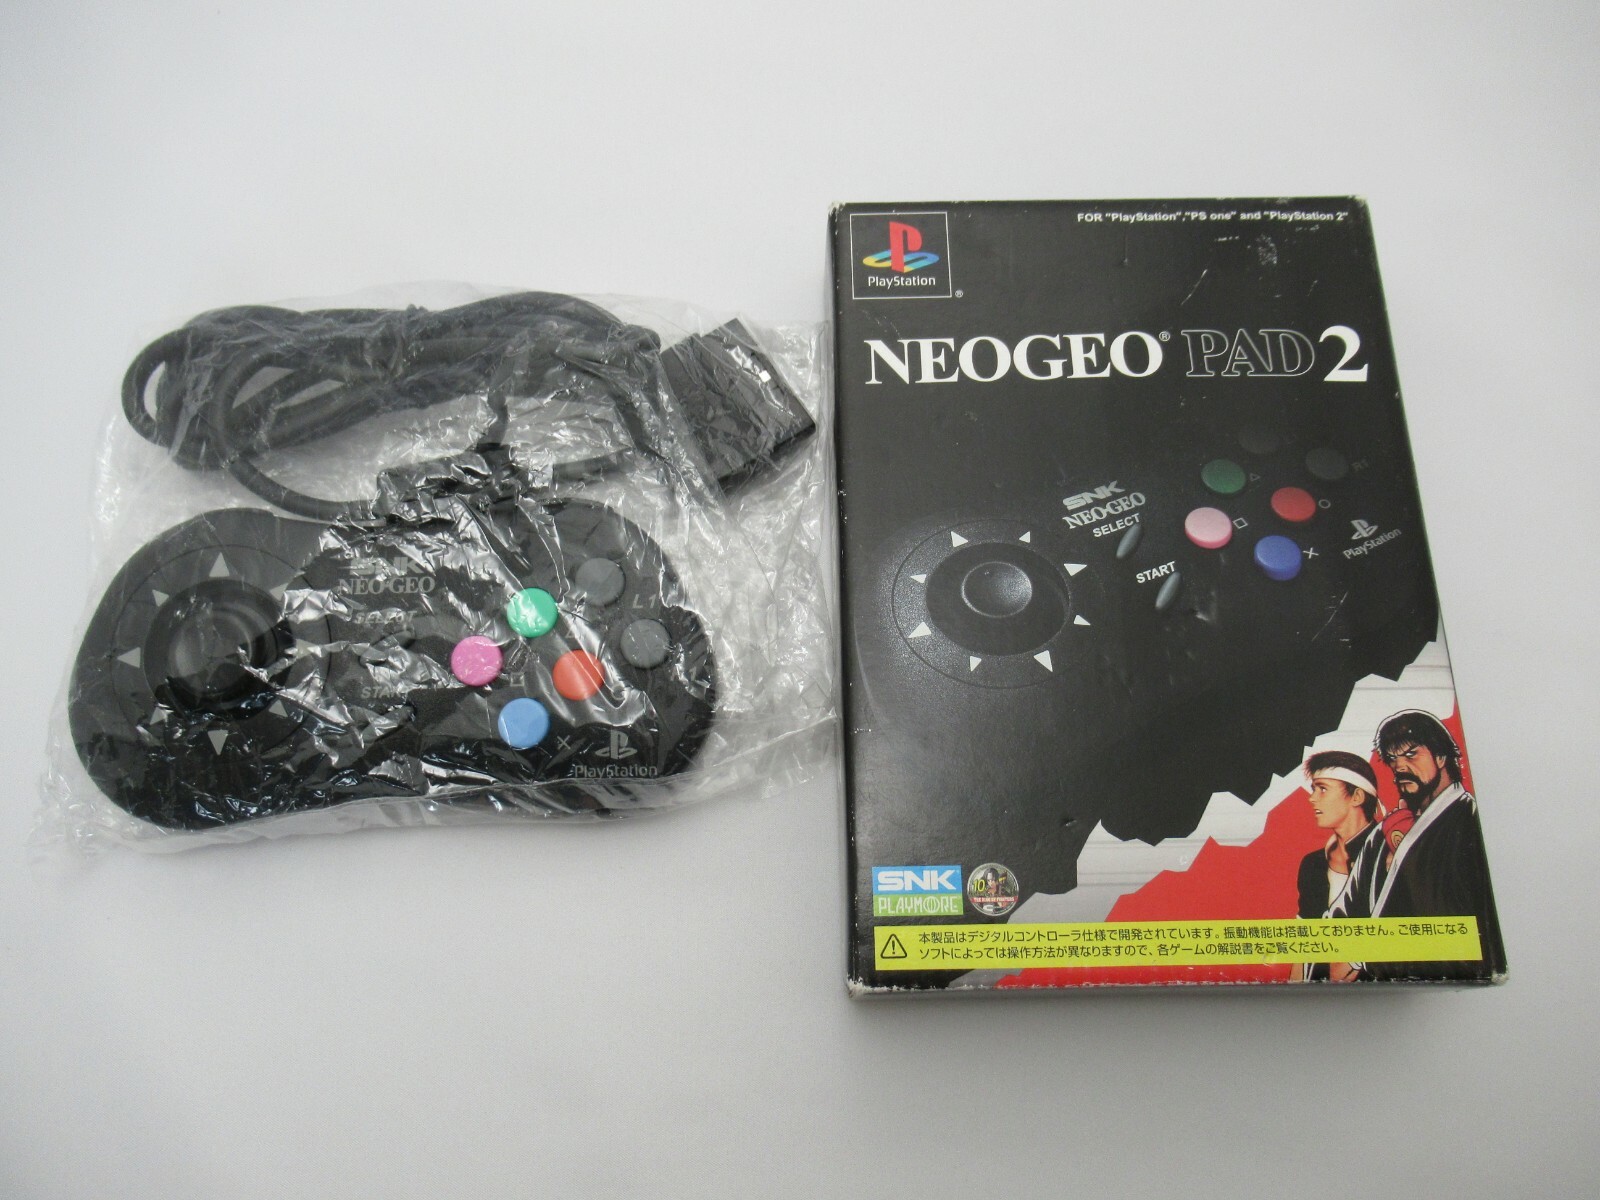 FOR "PlayStation","PS one" and "PlayStation 2"
PlayStation
®
NEOGEO® PAD 2
SNK
NEO·GEO
SELECT
START
R1
PlayStation
SNK
PLAYMORE
10
本製品はデジタルコントローラ仕様で開発されています。振動機能は搭載しておりません。ご使用になる
ソフトによっては操作方法が異なりますので、各ゲームの解説書をご覧ください。
SNK
NEO·GEO
SELECT
START
L1
PlayStation